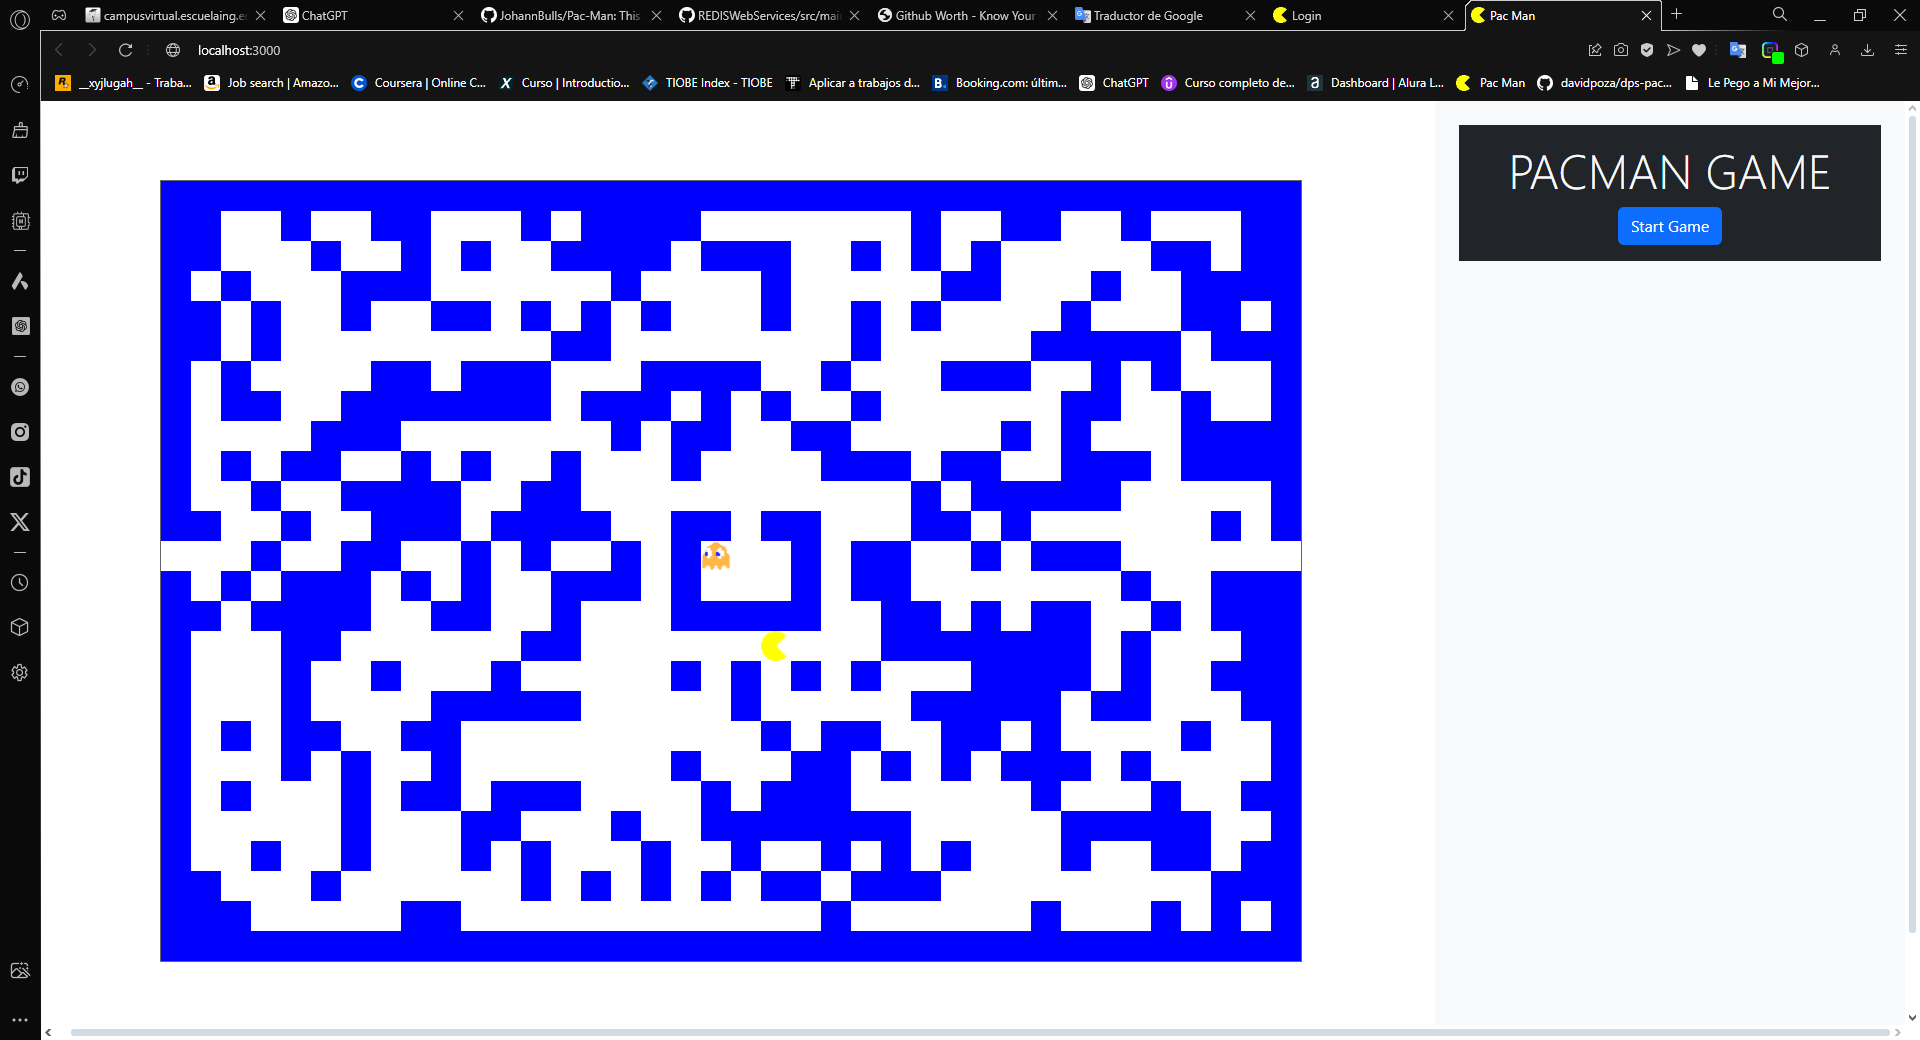 campusvirtual.escuelaing.e
ChatGPT
JohannBulls/Pac-Man: This
REDISWebServices/src/mai
Github Worth - Know Your
Traductor de Google
Login
Pac Man
localhost:3000
__xyjlugah__ - Traba...
Job search | Amazo...
Coursera | Online C...
Curso | Introductio...
TIOBE Index - TIOBE
Aplicar a trabajos d...
Booking.com: últim...
ChatGPT
Curso completo de...
Dashboard | Alura L...
Pac Man
davidpoza/dps-pac...
Le Pego a Mi Mejor...
PACMAN GAME
Start Game